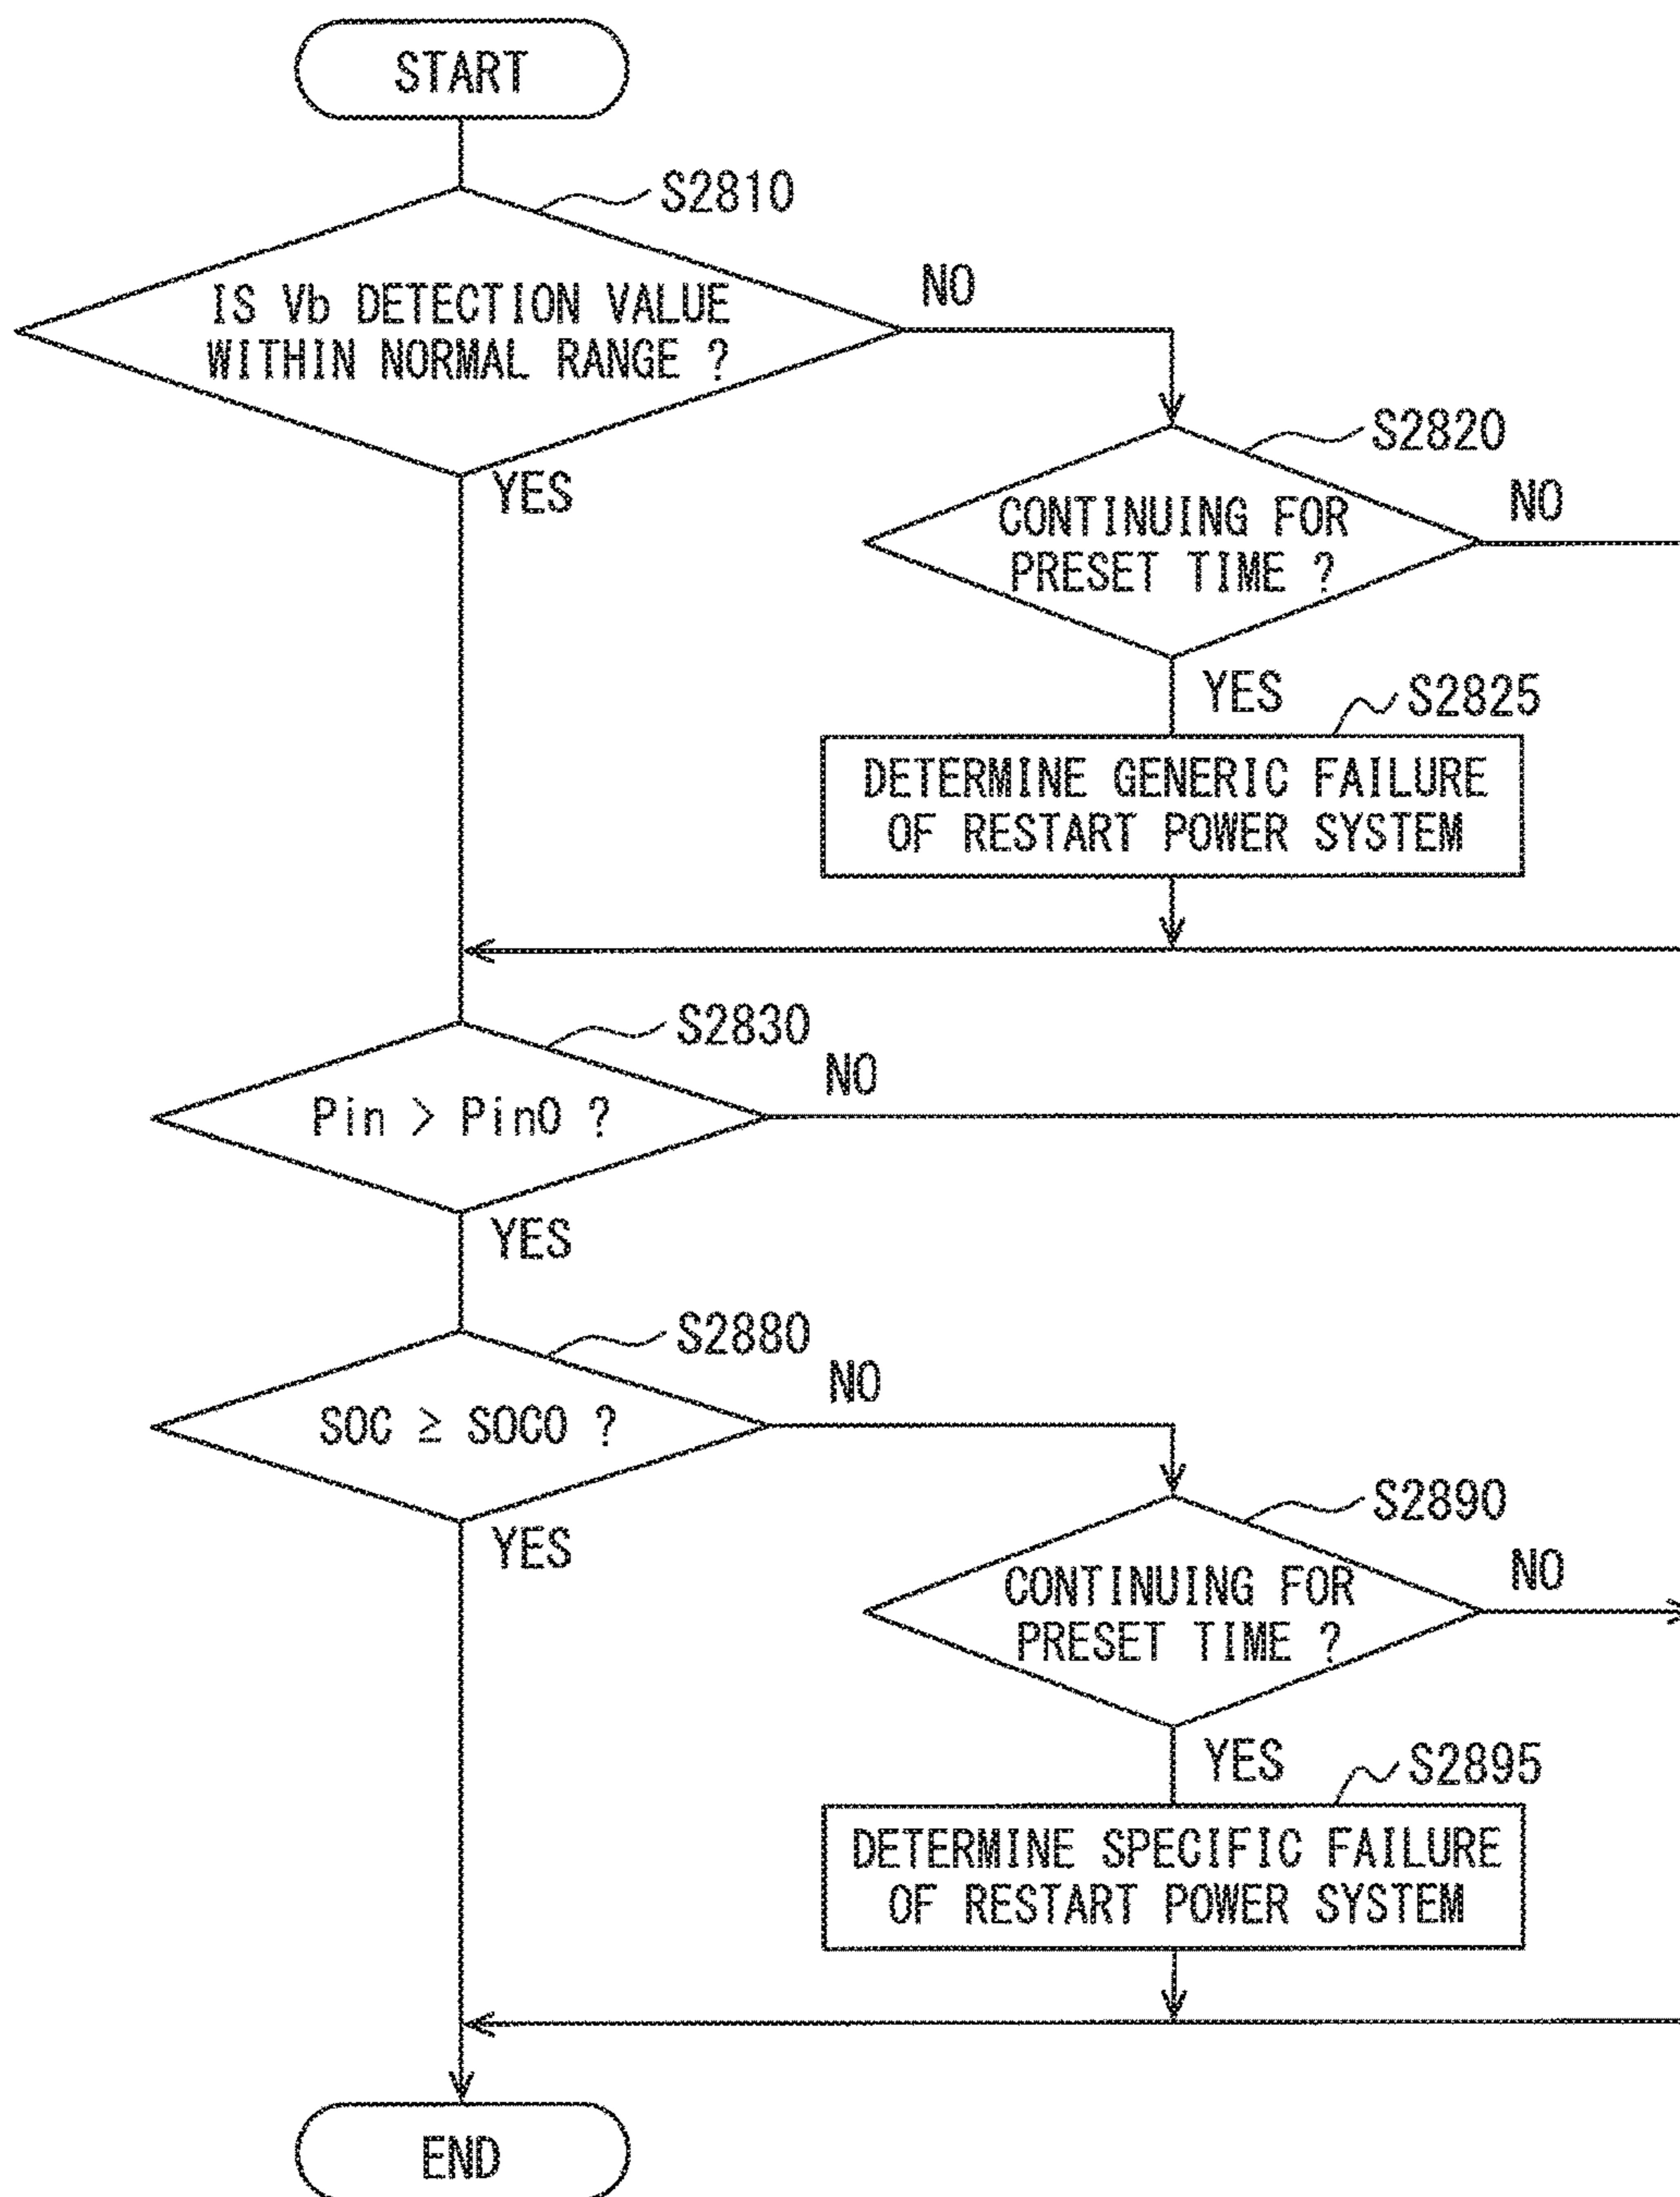 START
S2810
IS Vb DETECTION VALUE
WITHIN NORMAL RANGE ?
NO
YES
S2820
CONTINUING FOR
PRESET TIME ?
NO
YES
S2825
DETERMINE GENERIC FAILURE
OF RESTART POWER SYSTEM
S2830
Pin > Pin0 ?
NO
YES
S2880
SOC ≥ SOC0 ?
NO
YES
S2890
CONTINUING FOR
PRESET TIME ?
NO
YES
S2895
DETERMINE SPECIFIC FAILURE
OF RESTART POWER SYSTEM
END